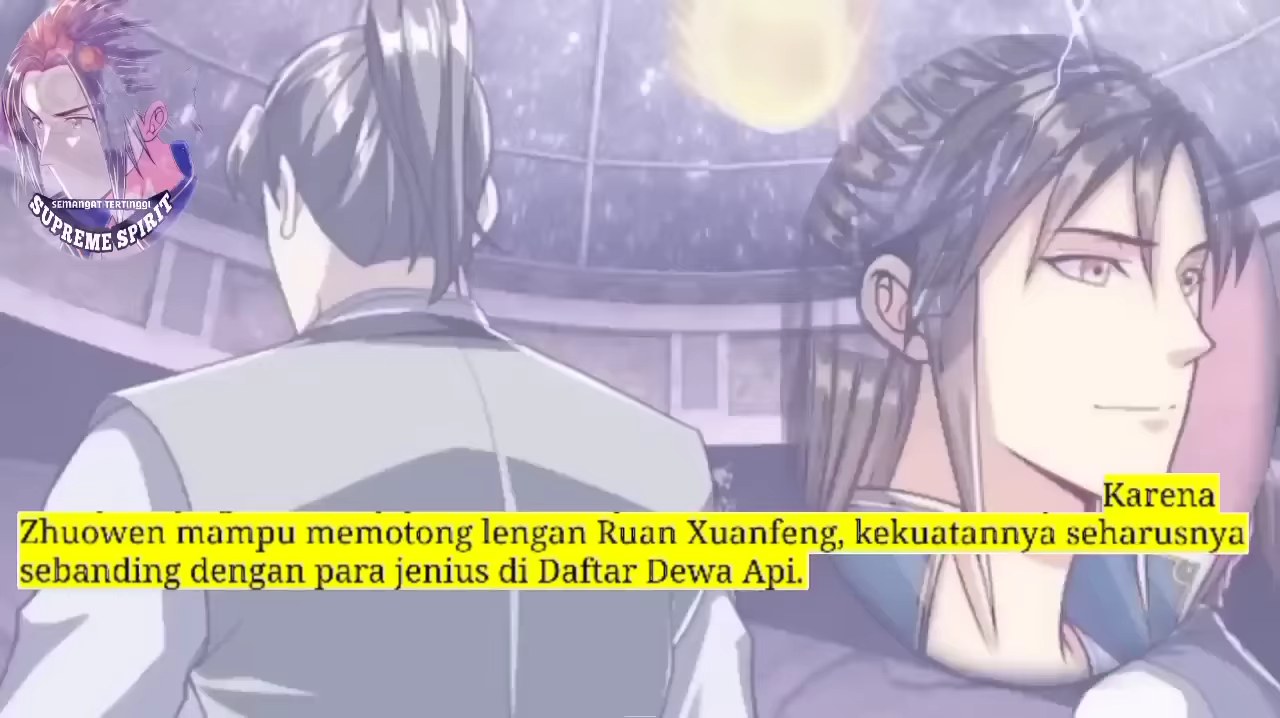 SEMANGAT TERTINGGI
SUPREME SPIRIT
Karena
Zhuowen mampu memotong lengan Ruan Xuanfeng, kekuatannya seharusnya
sebanding dengan para jenius di Daftar Dewa Api.